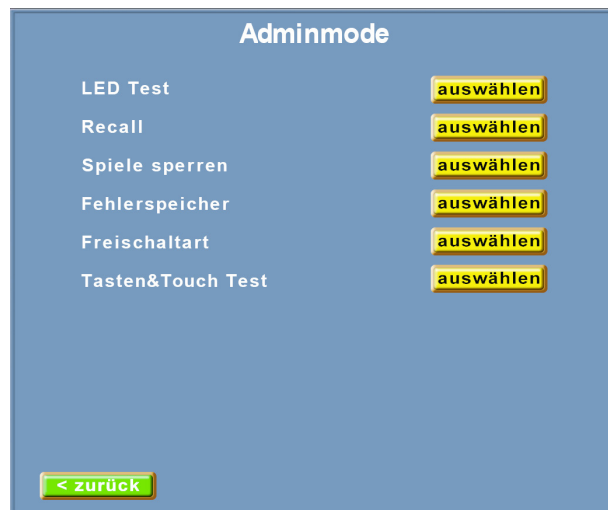 Adminmode
LED Test auswählen
Recall auswählen
Spiele sperren auswählen
Fehlerspeicher auswählen
Freischaltart auswählen
Tasten&Touch Test auswählen
< zurück